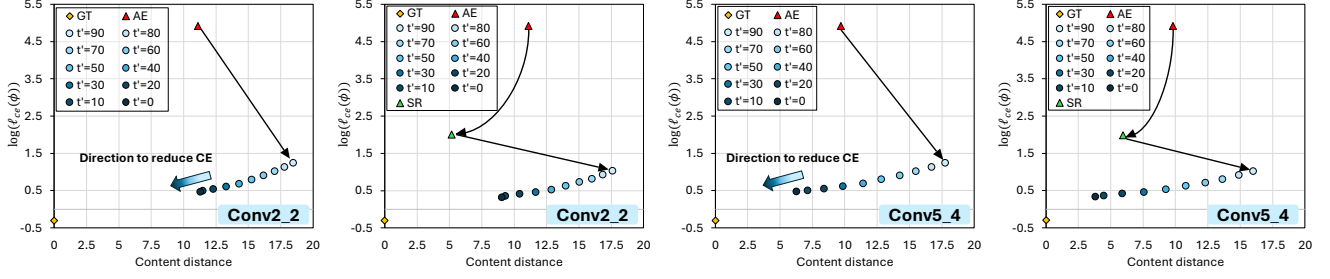 5.5
4.5
3.5
2.5
1.5
0.5
-0.5
log(ℓce(ϕ))
GT AE
t'=90 t'=80
t'=70 t'=60
t'=50 t'=40
t'=30 t'=20
t'=10 t'=0
Direction to reduce CE
Conv2_2
0 2.5 5 7.5 10 12.5 15 17.5 20
Content distance
5.5
4.5
3.5
2.5
1.5
0.5
-0.5
log(ℓce(ϕ))
GT AE
t'=90 t'=80
t'=70 t'=60
t'=50 t'=40
t'=30 t'=20
t'=10 t'=0
SR
Conv2_2
0 2.5 5 7.5 10 12.5 15 17.5 20
Content distance
5.5
4.5
3.5
2.5
1.5
0.5
-0.5
log(ℓce(ϕ))
GT AE
t'=90 t'=80
t'=70 t'=60
t'=50 t'=40
t'=30 t'=20
t'=10 t'=0
Direction to reduce CE
Conv5_4
0 2.5 5 7.5 10 12.5 15 17.5 20
Content distance
5.5
4.5
3.5
2.5
1.5
0.5
-0.5
log(ℓce(ϕ))
GT AE
t'=90 t'=80
t'=70 t'=60
t'=50 t'=40
t'=30 t'=20
t'=10 t'=0
SR
Conv5_4
0 2.5 5 7.5 10 12.5 15 17.5 20
Content distance